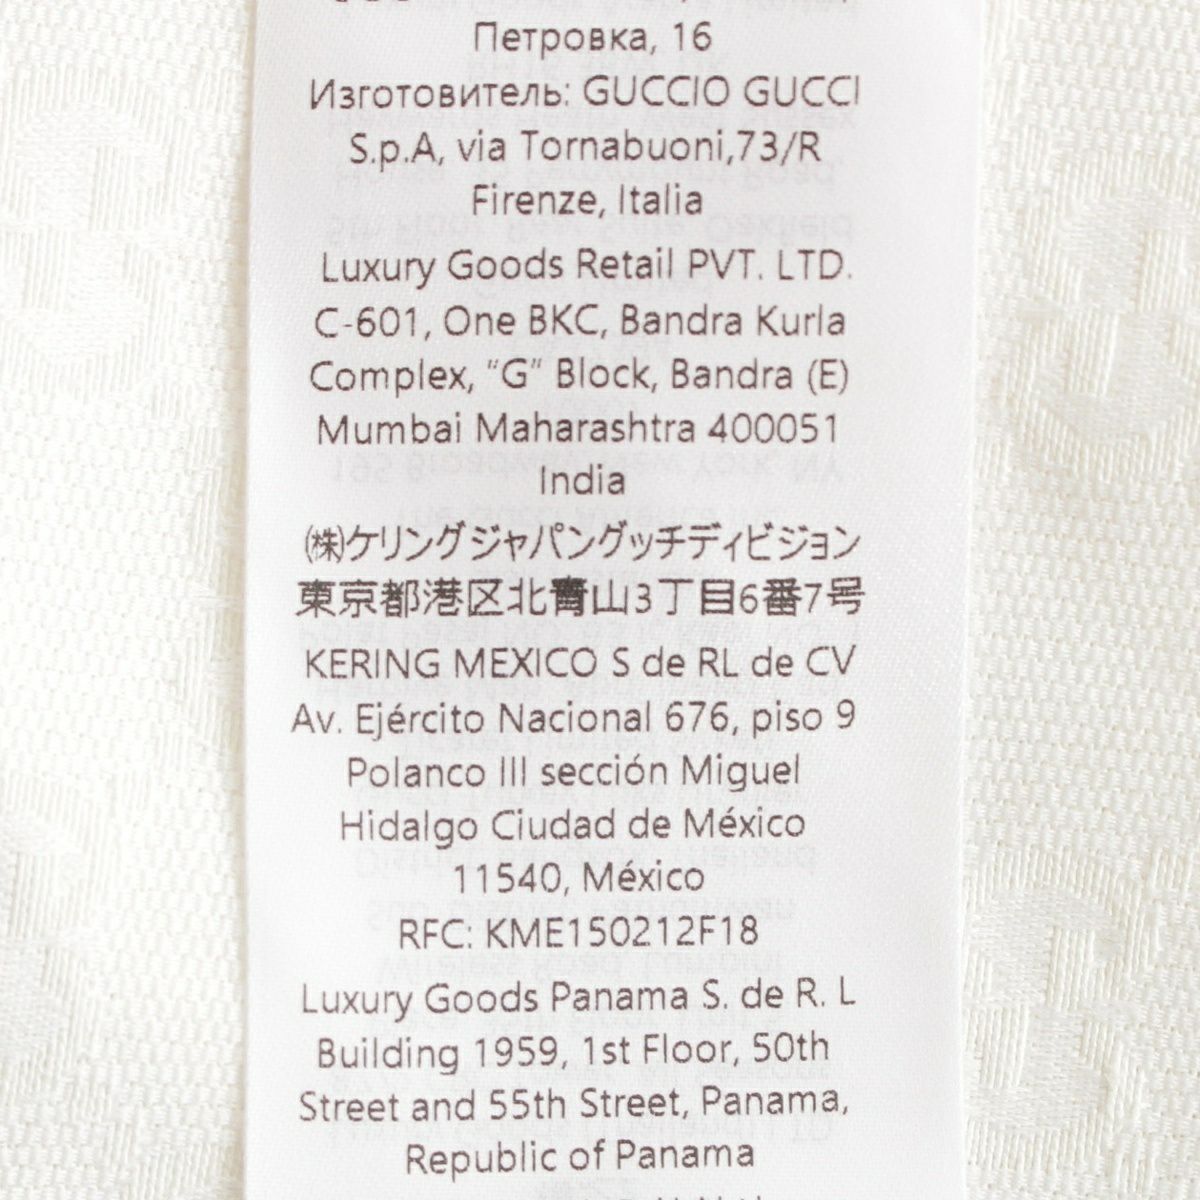 Петровка, 16
Изготовитель: GUCCIO GUCCI
S.p.A, via Tornabuoni,73/R
Firenze, Italia
Luxury Goods Retail PVT. LTD.
C-601, One BKC, Bandra Kurla
Complex, "G" Block, Bandra (E)
Mumbai Maharashtra 400051
India
㈱ケリングジャパングッチディビジョン
東京都港区北青山3丁目6番7号
KERING MEXICO S de RL de CV
Av. Ejército Nacional 676, piso 9
Polanco III sección Miguel
Hidalgo Ciudad de México
11540, México
RFC: KME150212F18
Luxury Goods Panama S. de R. L
Building 1959, 1st Floor, 50th
Street and 55th Street, Panama,
Republic of Panama